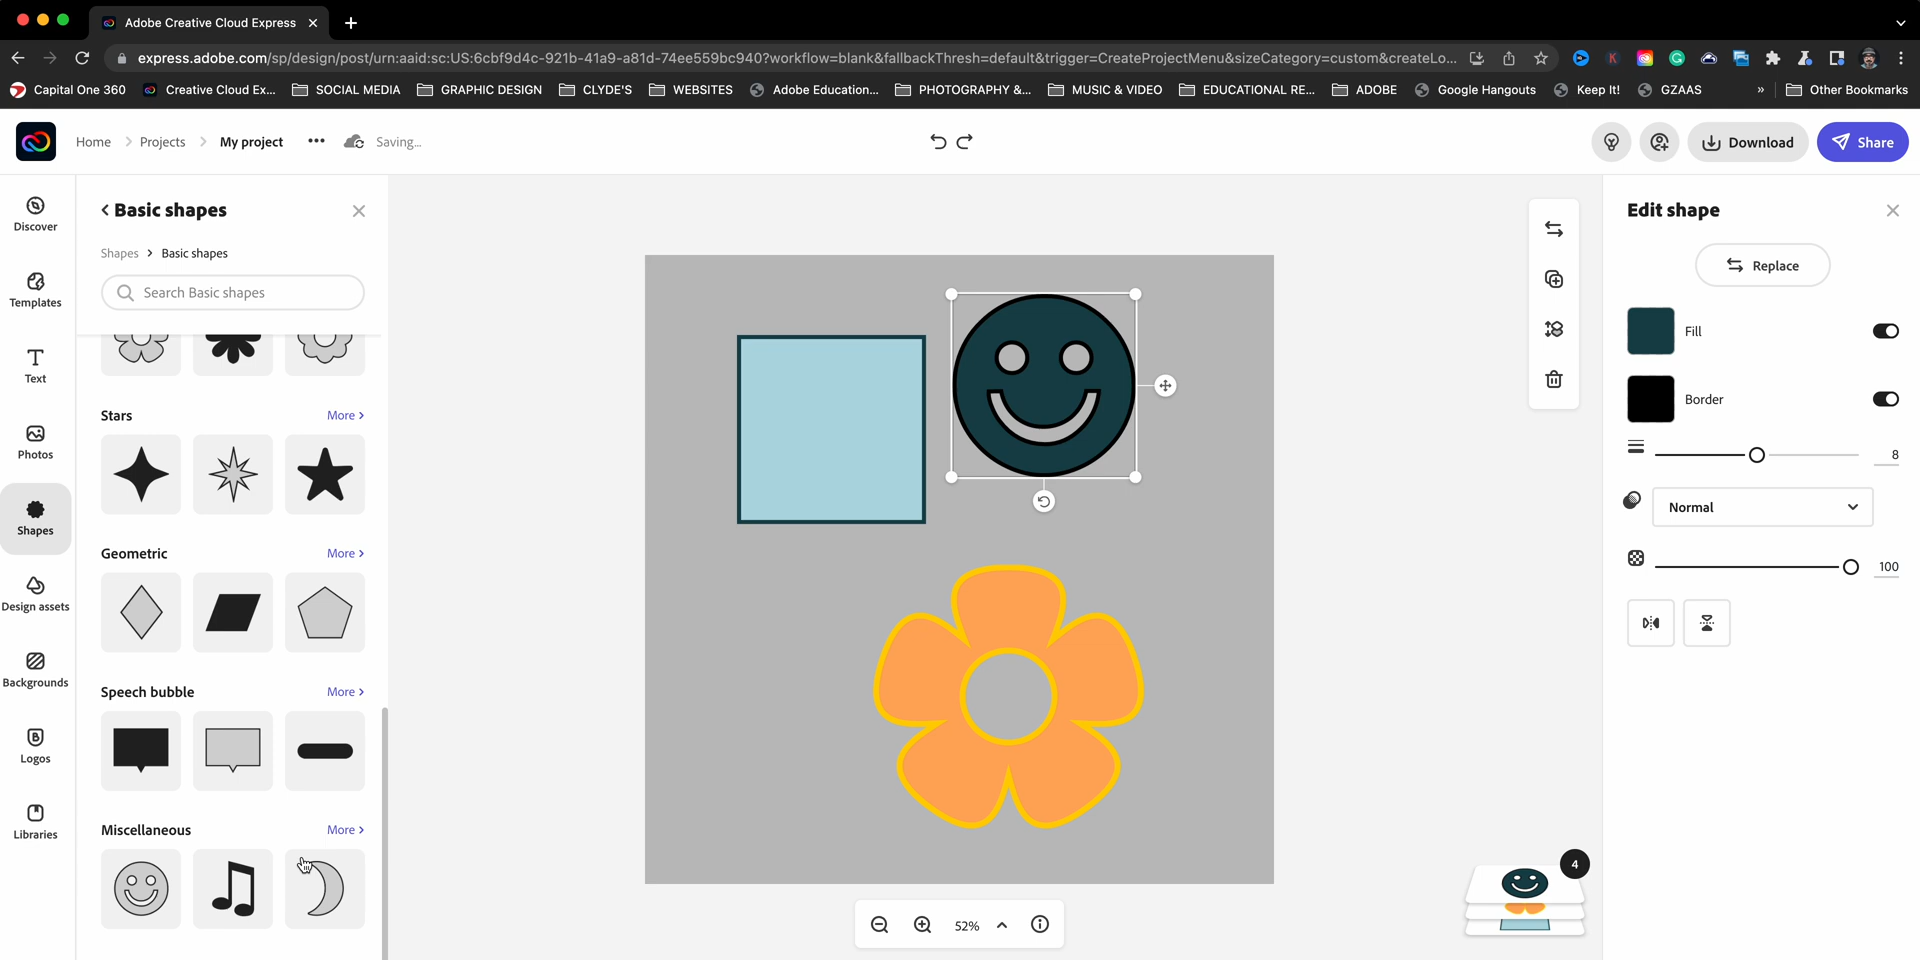 Adobe Creative Cloud Express
express.adobe.com/sp/design/post/urn:aaid:sc:US:6cbf9d4c-921b-41a9-a81d-74ee559bc940?workflow=blank&fallbackThresh=default&trigger=CreateProjectMenu&sizeCategory=custom&createLo...
Capital One 360 Creative Cloud Ex... SOCIAL MEDIA GRAPHIC DESIGN CLYDE'S WEBSITES Adobe Education... PHOTOGRAPHY &... MUSIC & VIDEO EDUCATIONAL RE... ADOBE Google Hangouts Keep It! GZAAS » Other Bookmarks
Home Projects My project ••• Saving... Download Share
Discover
Templates
Text
Photos
Shapes
Design assets
Backgrounds
Logos
Libraries
Basic shapes
Shapes > Basic shapes
Search Basic shapes
Stars More >
Geometric More >
Speech bubble More >
Miscellaneous More >
52%
4
Edit shape
Replace
Fill
Border
8
Normal
100